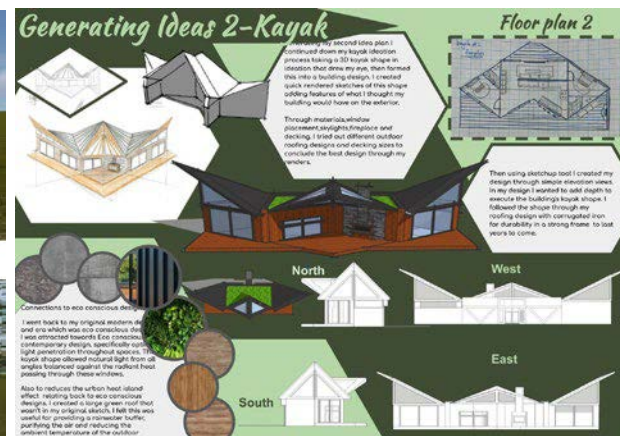 Generating Ideas 2-Kayak
my second idea plan I
continued down my kayak ideation
process taking a 3D kayak shape in
ideation that drew my eye, then formed
this into a building design. I created
quick rendered sketches of this shape
adding features of what I thought my
building would have on the exterior.
Through materials,window
placement,skylights,fireplace and
decking. I tried out different outdoor
roofing designs and decking sizes to
conclude the best design through my
renders.
Floor plan 2
Then using sketchup tool I created my
design through simple elevation views.
In my design I wanted to add depth to
execute the buildings kayak shape. I
followed the shape through my
roofing design with corrugated iron
for durability in a strong frame to last
years to come.
North
West
South
East
Connections to eco conscious
I went back to my original modern
and era which was eco conscious
I was attracted towards Eco conscious
contemporary design, specifically
light penetration throughout spaces.
kayak shape allowed natural light from all
angles balanced against the radiant heat
passing through these windows.
Also to reduces the urban heat island
effect relating back to eco conscious
designs, I created a large green roof that
wasn't in my original sketch. I felt this was
useful for providing a rainwater buffer,
purifying the air and reducing the
ambient temperature of the outdoor